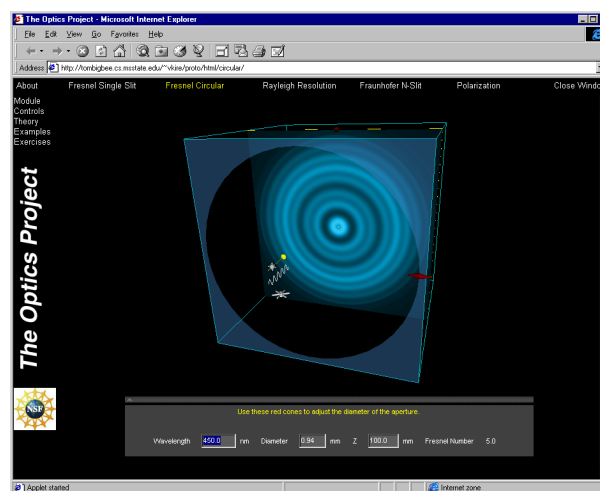 The Optics Project - Microsoft Internet Explorer
File Edit View Go Favorites Help
Address http://tombigbee.cs.msstate.edu/~vkire/proto/html/circular/
About Fresnel Single Slit Fresnel Circular Rayleigh Resolution Fraunhofer N-Slit Polarization Close Windo
Module
Controls
Theory
Examples
Exercises
The Optics Project
NSF
Use these red cones to adjust the diameter of the aperture.
Wavelength 450.0 nm Diameter 0.94 mm Z 100.0 mm Fresnel Number 5.0
Applet started Internet zone